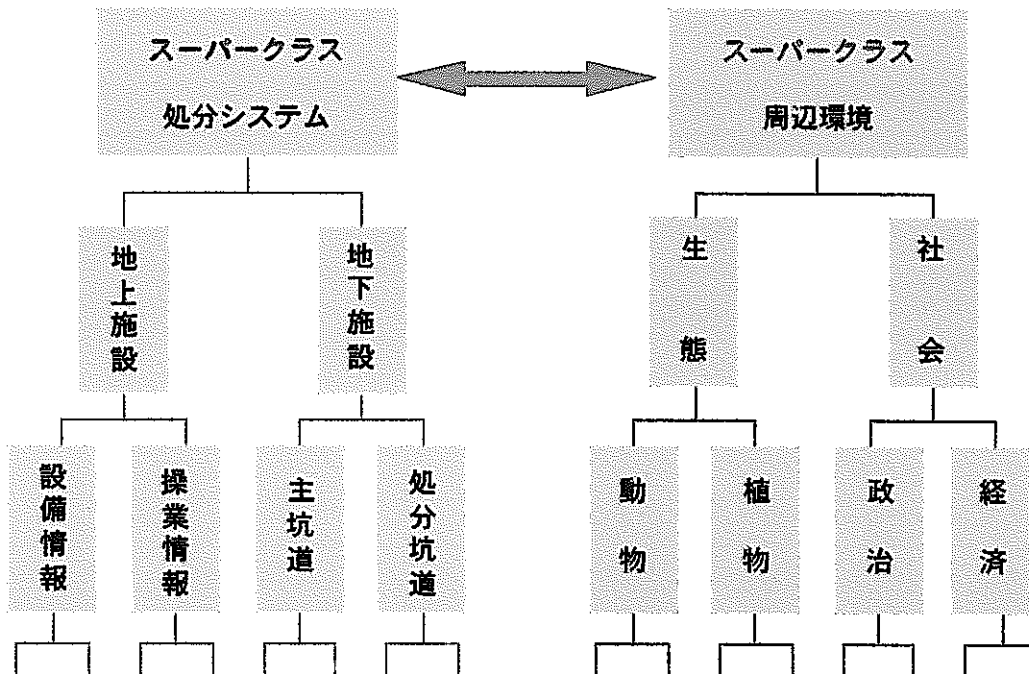 スーパークラス
処分システム
スーパークラス
周辺環境
地上施設
地下施設
生態
社会
設備情報
操業情報
主坑道
処分坑道
動物
植物
政治
経済